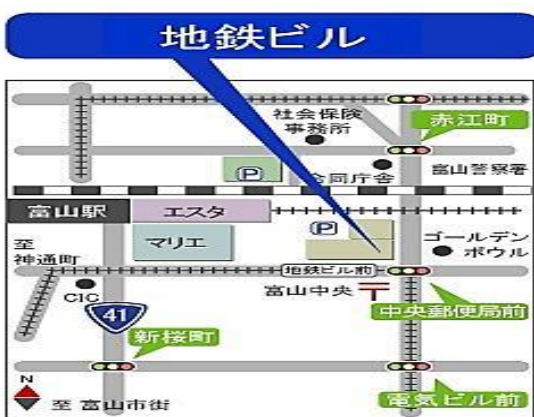 地鉄ビル
社会保険
事務所
赤江町
P
合同庁舎
富山警察署
富山駅
エスタ
P
マリエ
ゴールデン
ボウル
至
神通町
地鉄ビル前
CIC
富山中央
〒
中央郵便局前
41
新桜町
N
至 富山市街
電気ビル前